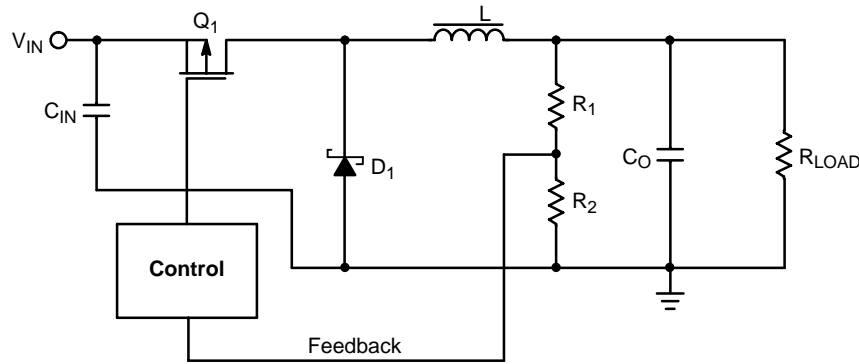 Q1
L
VIN
CIN
R1
D1
CO
RLOAD
R2
Control
Feedback